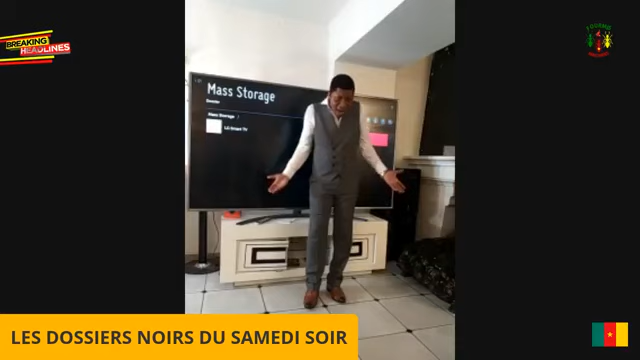 BREAKING
HEADLINES
Mass Storage
Mass Storage
LG Smart TV
LES DOSSIERS NOIRS DU SAMEDI SOIR